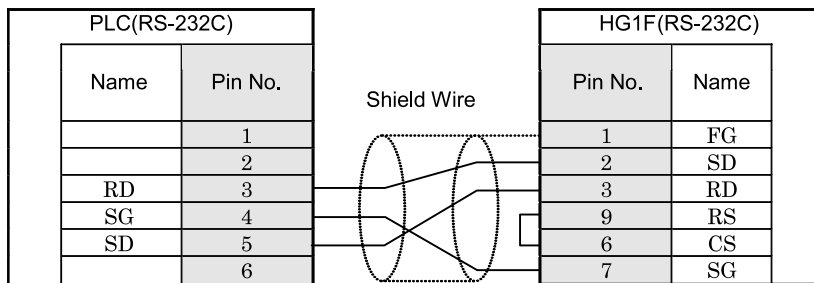 PLC(RS-232C) HG1F(RS-232C)
Name Pin No. Shield Wire Pin No. Name
1 1 FG
2 2 SD
RD 3 3 RD
SG 4 9 RS
SD 5 6 CS
6 7 SG